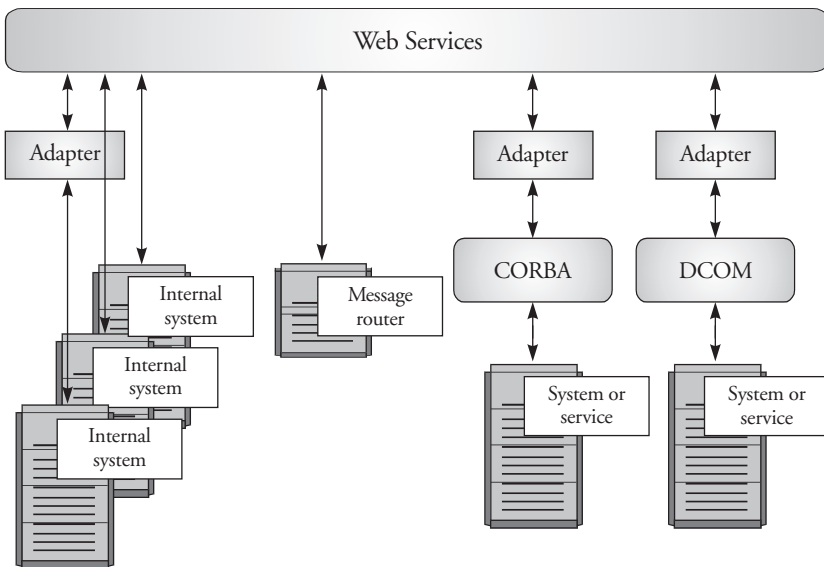 Web Services
Adapter
Adapter
Adapter
CORBA
DCOM
Internal
system
Message
router
Internal
system
Internal
system
System or
service
System or
service